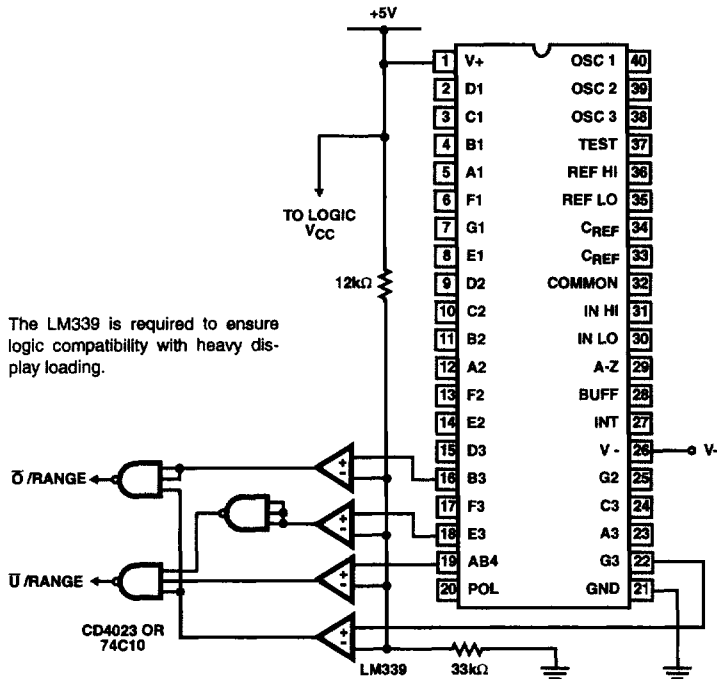 +5V
1 V+ OSC 1 40
2 D1 OSC 2 39
3 C1 OSC 3 38
4 B1 TEST 37
5 A1 REF HI 36
6 F1 REF LO 35
7 G1 CREF 34
8 E1 CREF 33
9 D2 COMMON 32
10 C2 IN HI 31
11 B2 IN LO 30
12 A2 A-Z 29
13 F2 BUFF 28
14 E2 INT 27
15 D3 V - 26 V-
16 B3 G2 25
17 F3 C3 24
18 E3 A3 23
19 AB4 G3 22
20 POL GND 21
TO LOGIC
VCC
12kΩ
The LM339 is required to ensure
logic compatibility with heavy dis-
play loading.
+
-
O̅ /RANGE
+
-
U̅ /RANGE
+
-
+
-
CD4023 OR
74C10
LM339
33kΩ